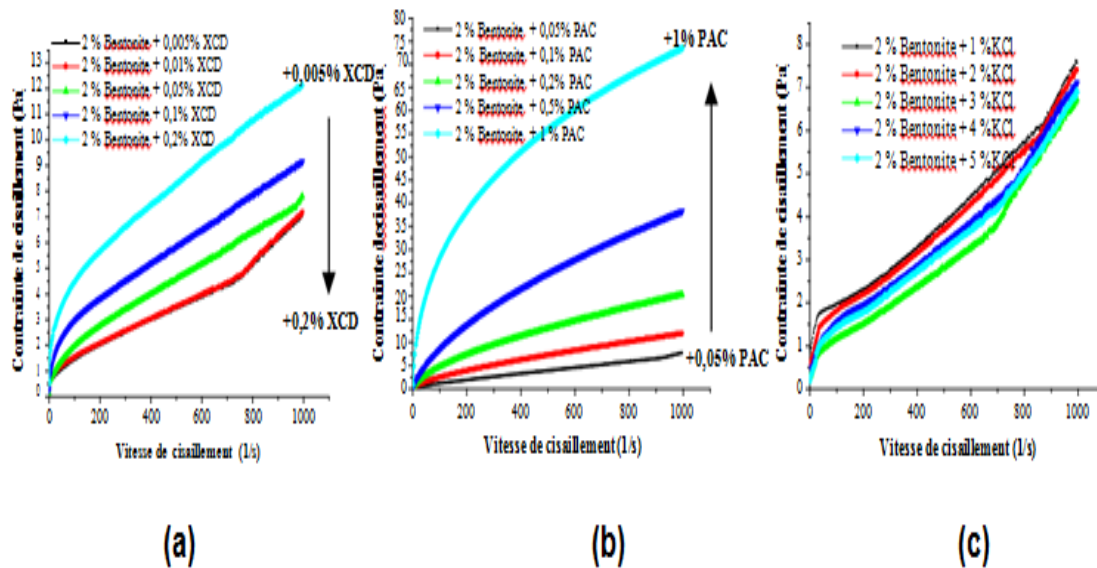 2 % Bentonite + 0,005% XCD
2 % Bentonite + 0,01% XCD
2 % Bentonite + 0,05% XCD
2 % Bentonite + 0,1% XCD
2 % Bentonite + 0,2% XCD
+0,005% XCD
+0,2% XCD
Contrainte de cisaillement (Pa)
13
12
11
10
9
8
7
6
5
4
3
2
1
0
0 200 400 600 800 1000
Vitesse de cisaillement (1/s)
(a)
2 % Bentonite + 0,05% PAC
2 % Bentonite + 0,1% PAC
2 % Bentonite + 0,2% PAC
2 % Bentonite + 0,5% PAC
2 % Bentonite + 1% PAC
+1% PAC
+0,05% PAC
Contrainte decisaillement (Pa
80
75
70
65
60
55
50
45
40
35
30
25
20
15
10
5
0
0 200 400 600 800 1000
Vitesse de cisaillement (1/s)
(b)
2 % Bentonite + 1 %KCl
2 % Bentonite + 2 %KCl
2 % Bentonite + 3 %KCl
2 % Bentonite + 4 %KCl
2 % Bentonite + 5 %KCl
Contrainte de cisaillement (Pa
8
7
6
5
4
3
2
1
0
0 200 400 600 800 1000
Vitesse de cisaillement (1/s)
(c)